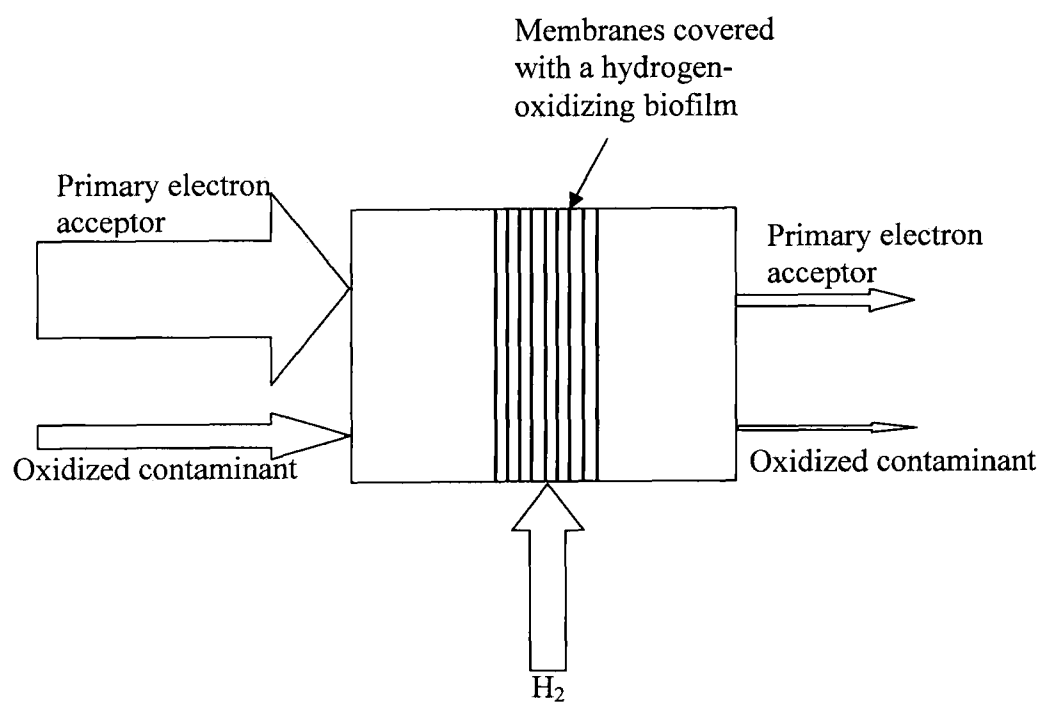 Membranes covered
with a hydrogen-
oxidizing biofilm
Primary electron
acceptor
Primary electron
acceptor
Oxidized contaminant
Oxidized contaminant
H₂